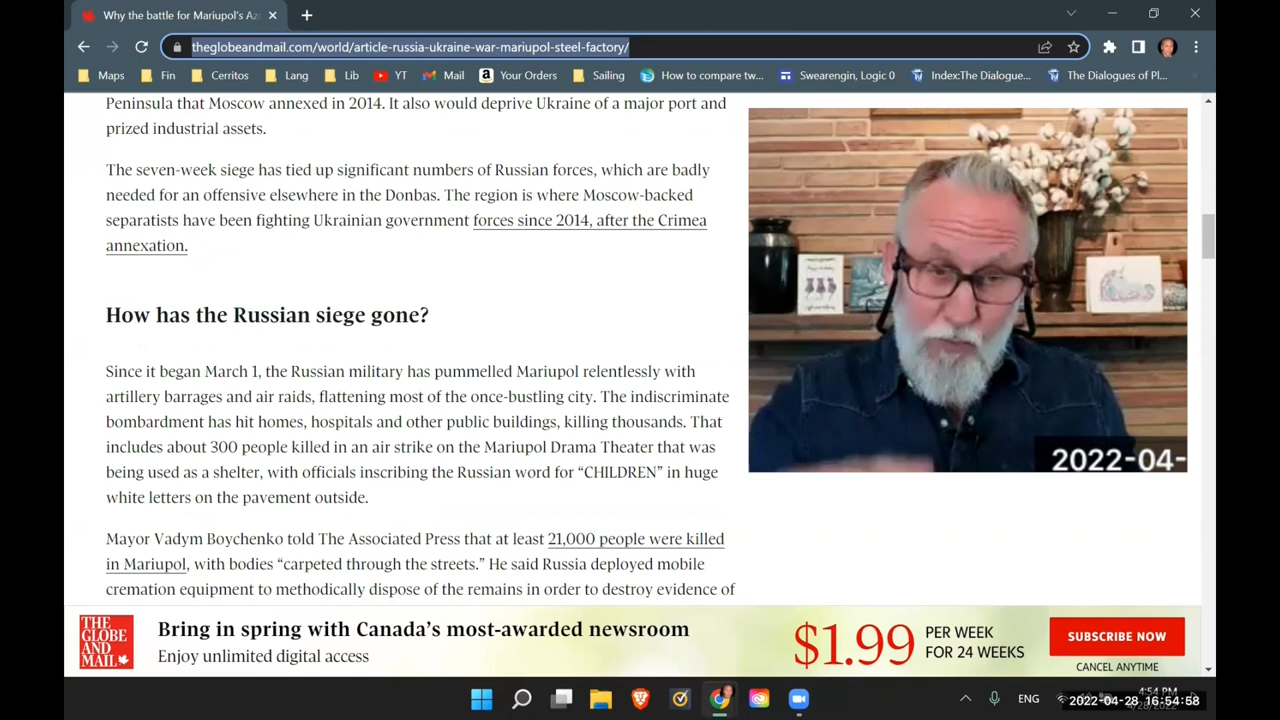 Why the battle for Mariupol's Az
theglobeandmail.com/world/article-russia-ukraine-war-mariupol-steel-factory/
Maps Fin Cerritos Lang Lib YT Mail Your Orders Sailing How to compare tw... Swearengin, Logic 0 Index:The Dialogue... The Dialogues of Pl...
Peninsula that Moscow annexed in 2014. It also would deprive Ukraine of a major port and
prized industrial assets.
The seven-week siege has tied up significant numbers of Russian forces, which are badly
needed for an offensive elsewhere in the Donbas. The region is where Moscow-backed
separatists have been fighting Ukrainian government forces since 2014, after the Crimea
annexation.
How has the Russian siege gone?
Since it began March 1, the Russian military has pummelled Mariupol relentlessly with
artillery barrages and air raids, flattening most of the once-bustling city. The indiscriminate
bombardment has hit homes, hospitals and other public buildings, killing thousands. That
includes about 300 people killed in an air strike on the Mariupol Drama Theater that was
being used as a shelter, with officials inscribing the Russian word for “CHILDREN” in huge
white letters on the pavement outside.
Mayor Vadym Boychenko told The Associated Press that at least 21,000 people were killed
in Mariupol, with bodies “carpeted through the streets.” He said Russia deployed mobile
cremation equipment to methodically dispose of the remains in order to destroy evidence of
2022-04-
THE
GLOBE
AND
MAIL
Bring in spring with Canada's most-awarded newsroom
Enjoy unlimited digital access
$1.99
PER WEEK
FOR 24 WEEKS
SUBSCRIBE NOW
CANCEL ANYTIME
ENG
4:54 PM
2022-04-28 16:54:58